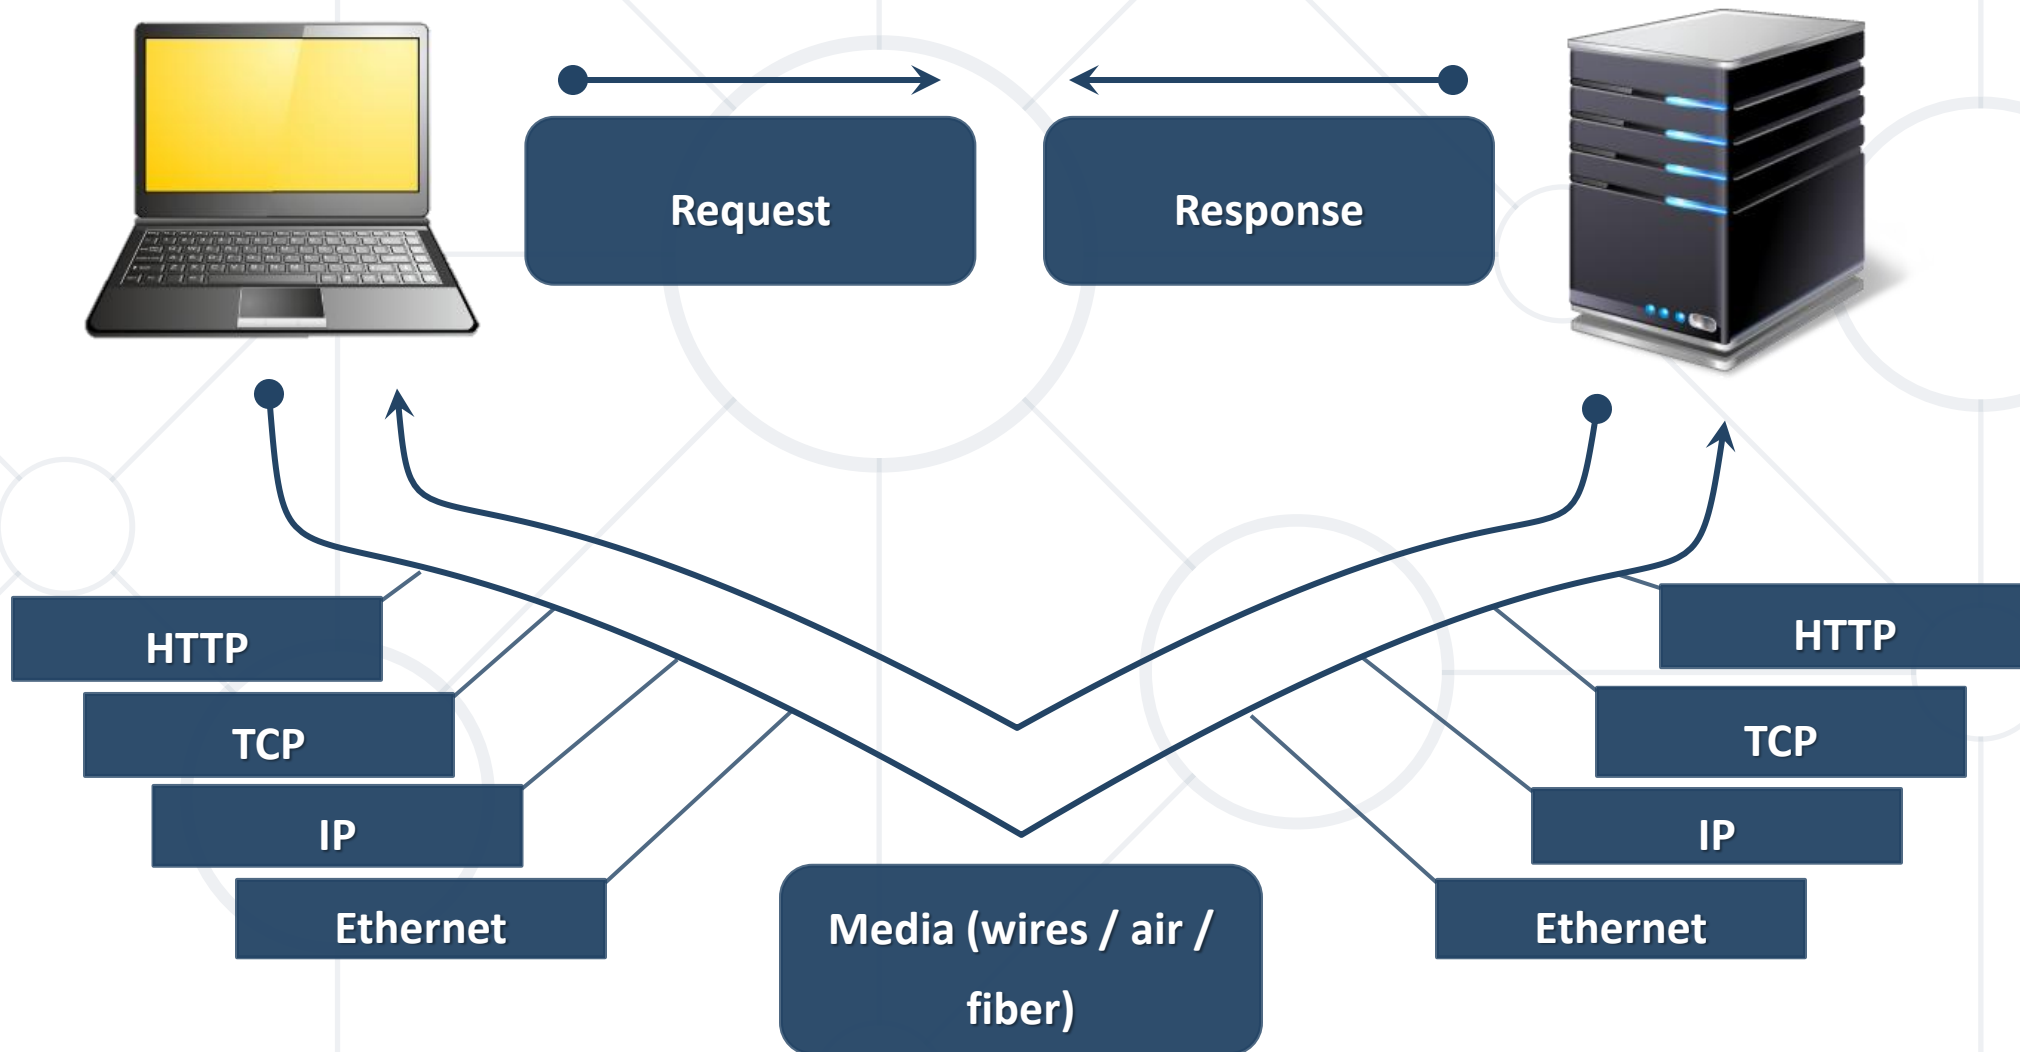 Request
Response
HTTP
TCP
IP
Ethernet
HTTP
TCP
IP
Ethernet
Media (wires / air /
fiber)